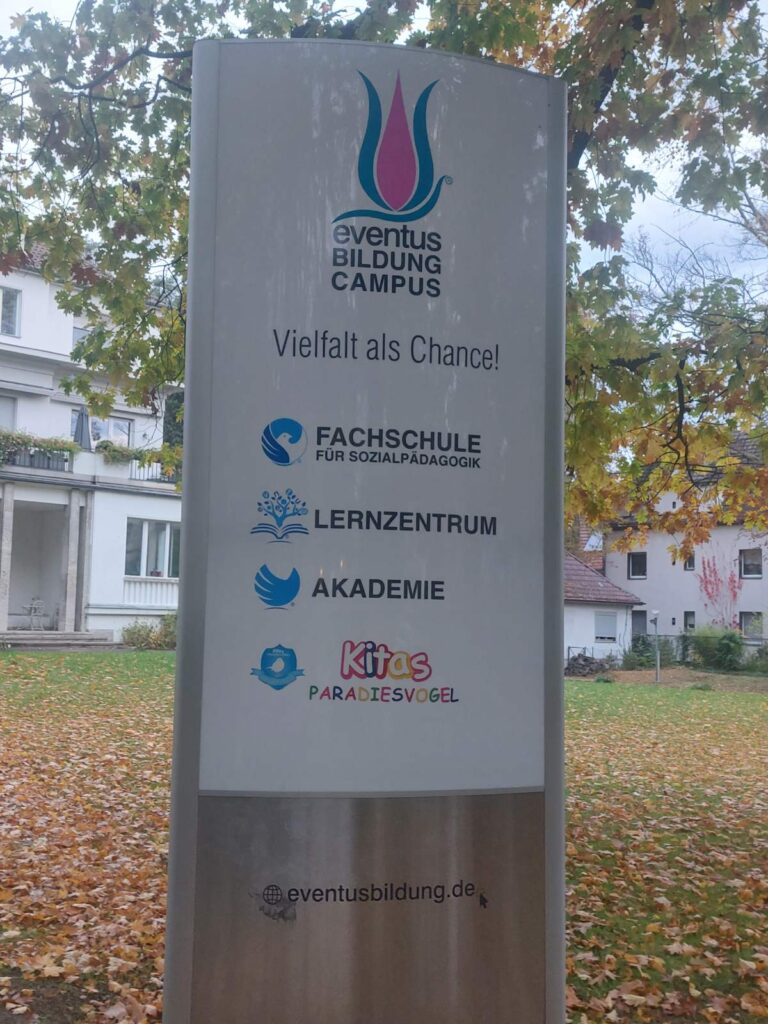 eventus
BILDUNG
CAMPUS
Vielfalt als Chance!
FACHSCHULE
FÜR SOZIALPÄDAGOGIK
LERNZENTRUM
AKADEMIE
Kitas
PARADIESVOGEL
eventusbildung.de